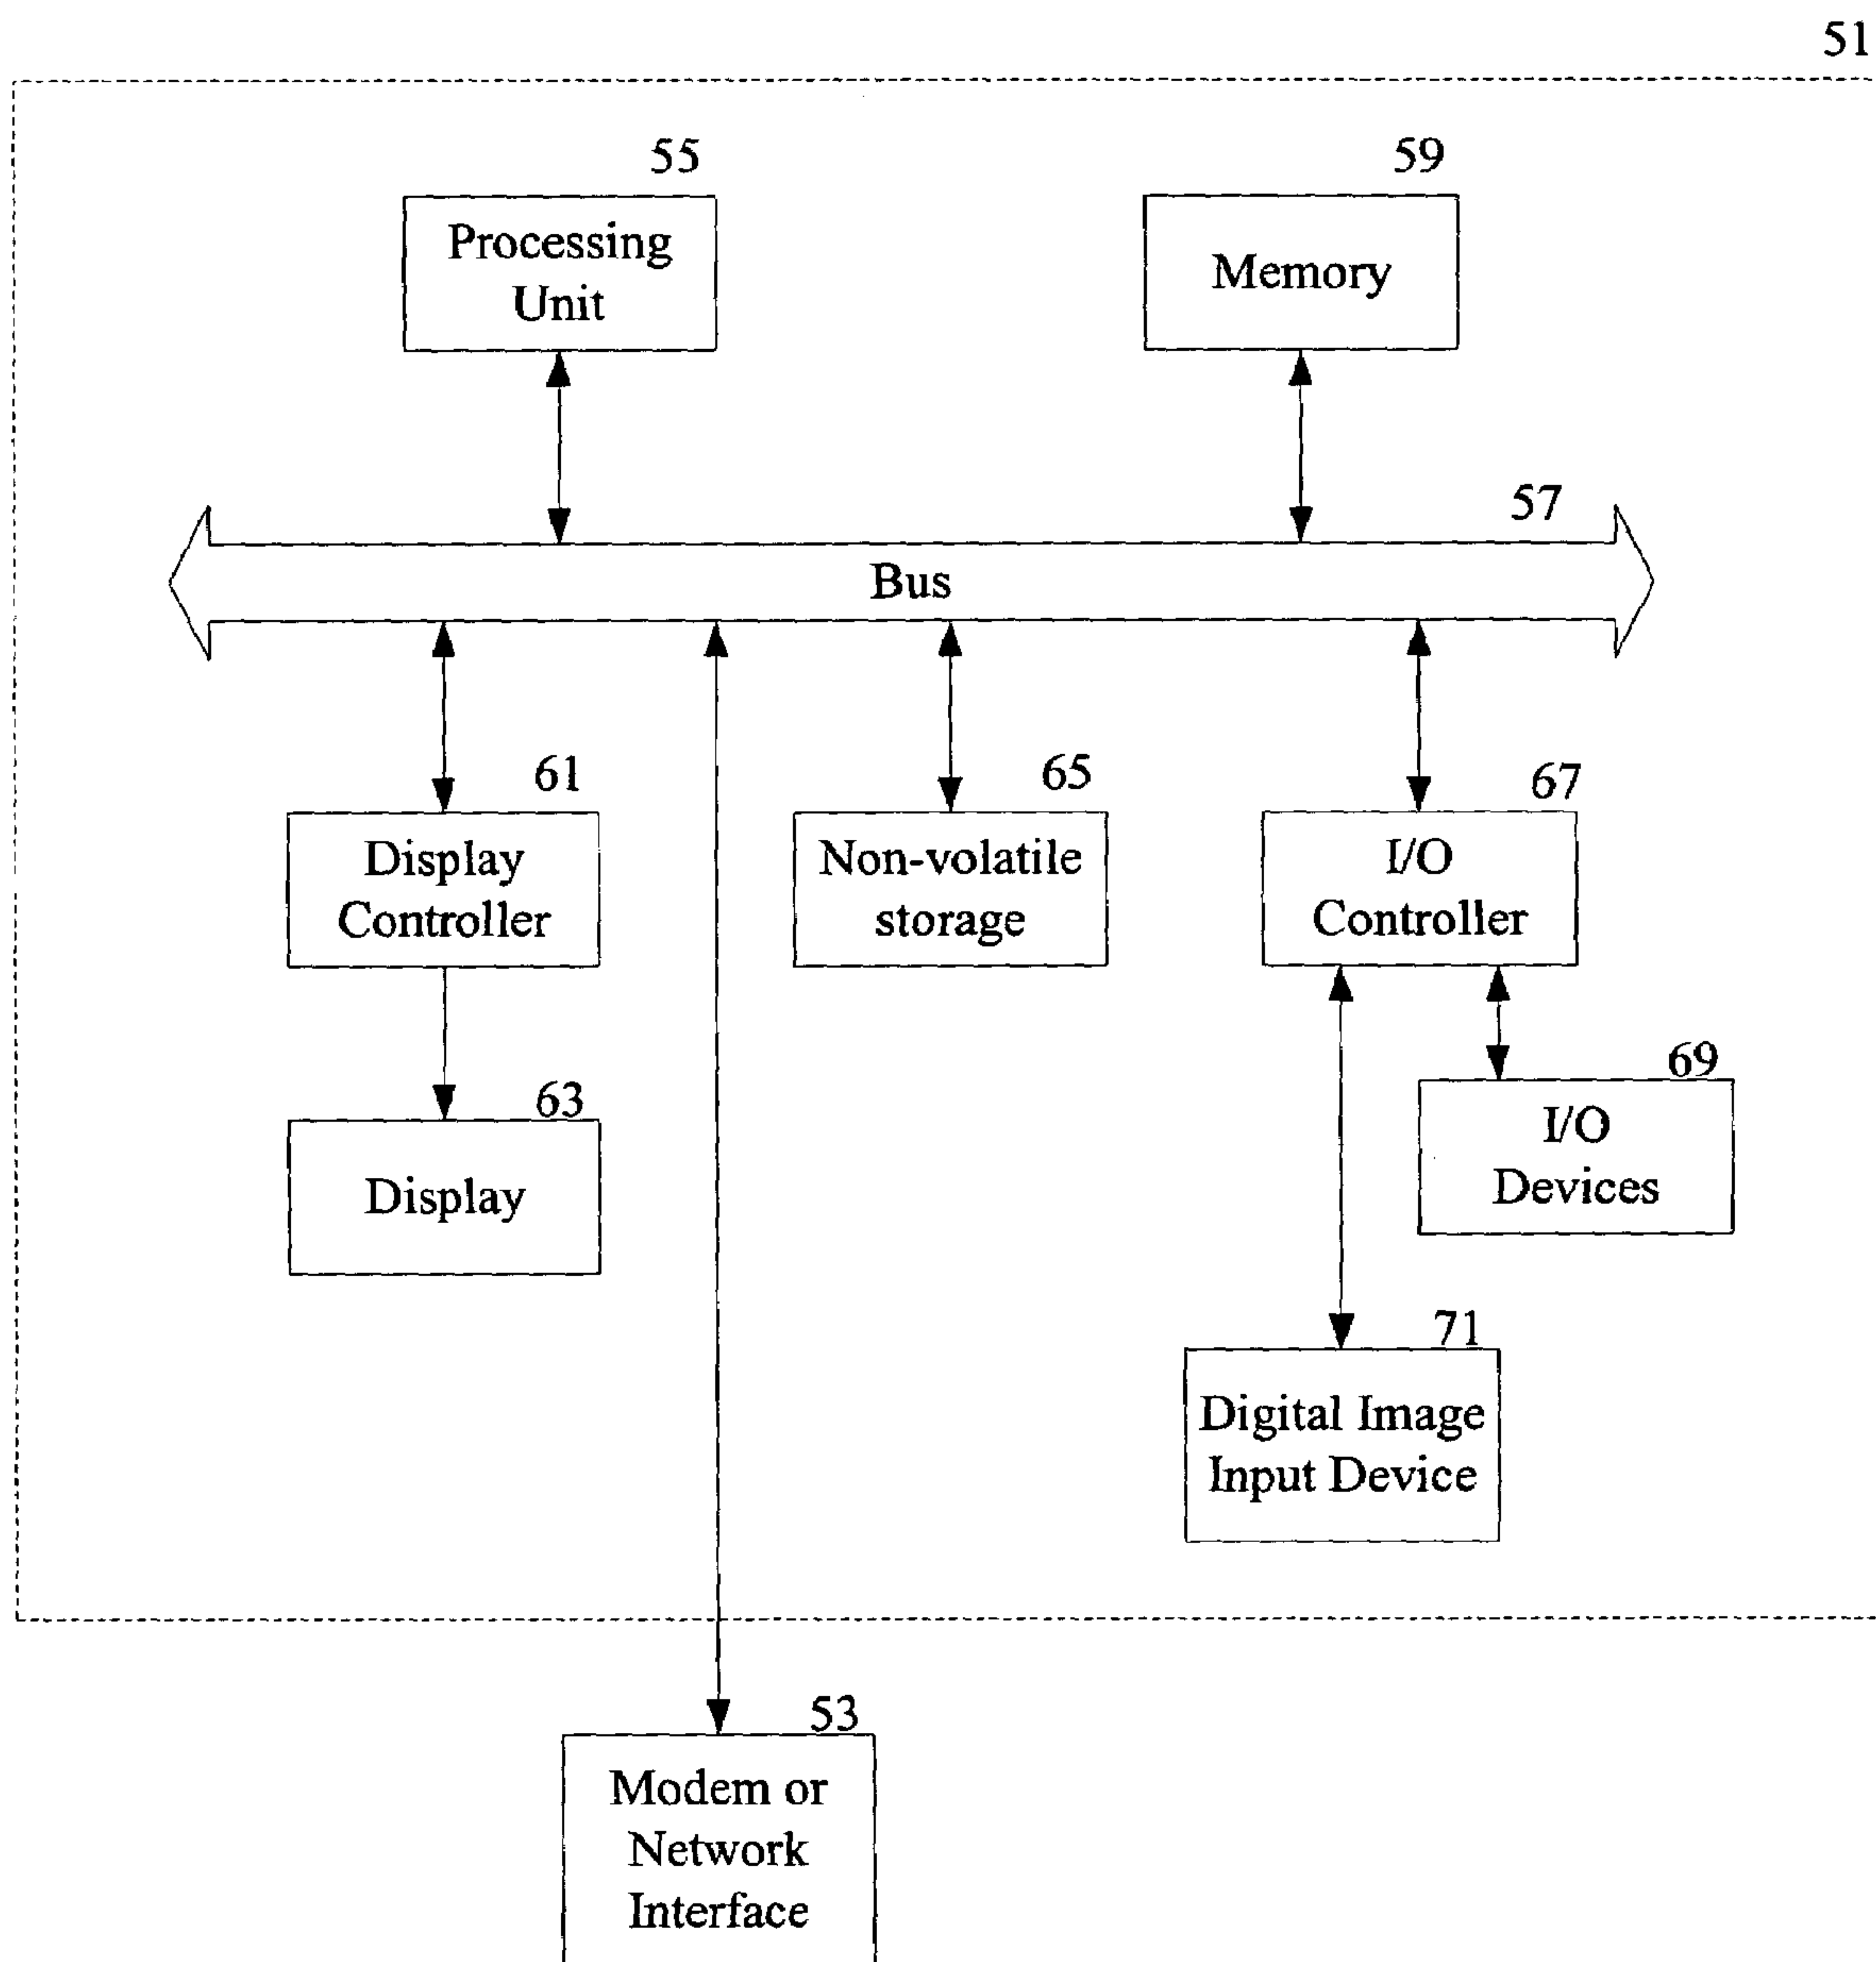 51
55
Processing
Unit
59
Memory
57
Bus
61
Display
Controller
65
Non-volatile
storage
67
I/O
Controller
63
Display
69
I/O
Devices
71
Digital Image
Input Device
53
Modem or
Network
Interface